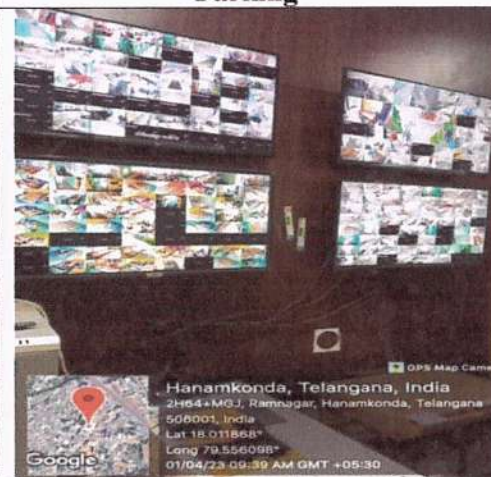 GPS Map Came
Hanamkonda, Telangana, India
2H64+MGJ, Ramnagar, Hanamkonda, Telangana
506001, India
Lat 18.011868°
Long 79.556098°
01/04/23 09:39 AM GMT +05:30
Google